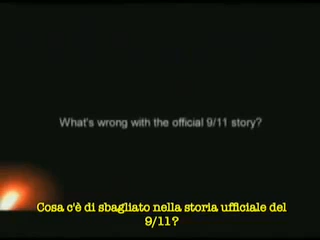 What's wrong with the official 9/11 story?
Cosa c'è di sbagliato nella storia ufficiale del
9/11?